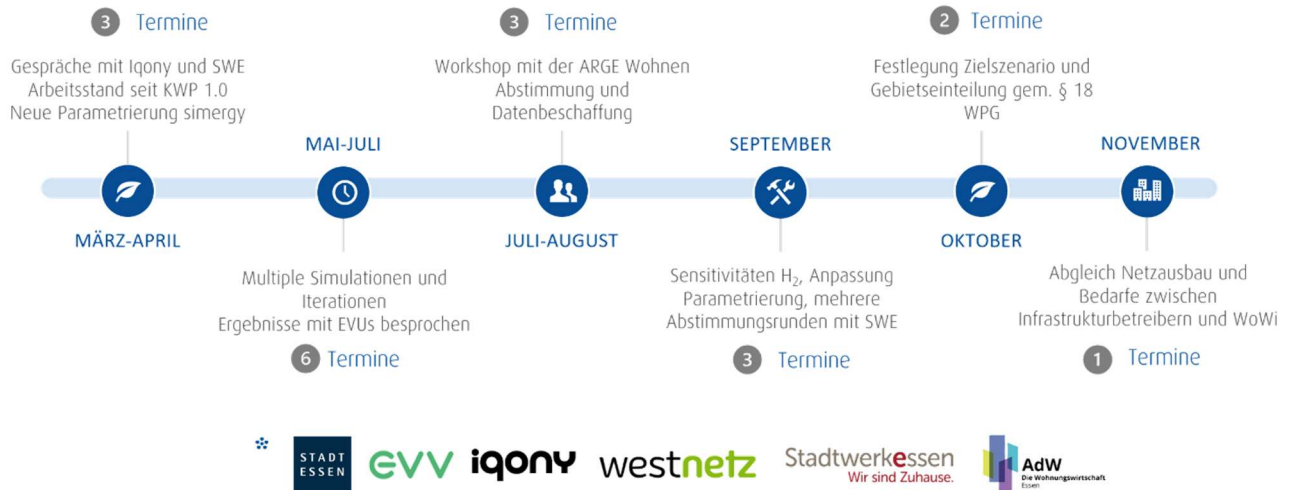 3 Termine
Gespräche mit Iqony und SWE
Arbeitsstand seit KWP 1.0
Neue Parametrierung simergy
MÄRZ-APRIL
MAI-JULI
Multiple Simulationen und
Iterationen
Ergebnisse mit EVUs besprochen
6 Termine
3 Termine
Workshop mit der ARGE Wohnen
Abstimmung und
Datenbeschaffung
JULI-AUGUST
SEPTEMBER
Sensitivitäten H₂, Anpassung
Parametrierung, mehrere
Abstimmungsrunden mit SWE
3 Termine
2 Termine
Festlegung Zielszenario und
Gebietseinteilung gem. § 18
WPG
OKTOBER
NOVEMBER
Abgleich Netzausbau und
Bedarfe zwischen
Infrastrukturbetreibern und WoWi
1 Termine
STADT
ESSEN
EVV
iqony
westnetz
Stadtwerkessen
Wir sind Zuhause.
AdW
Die Wohnungswirtschaft
Essen